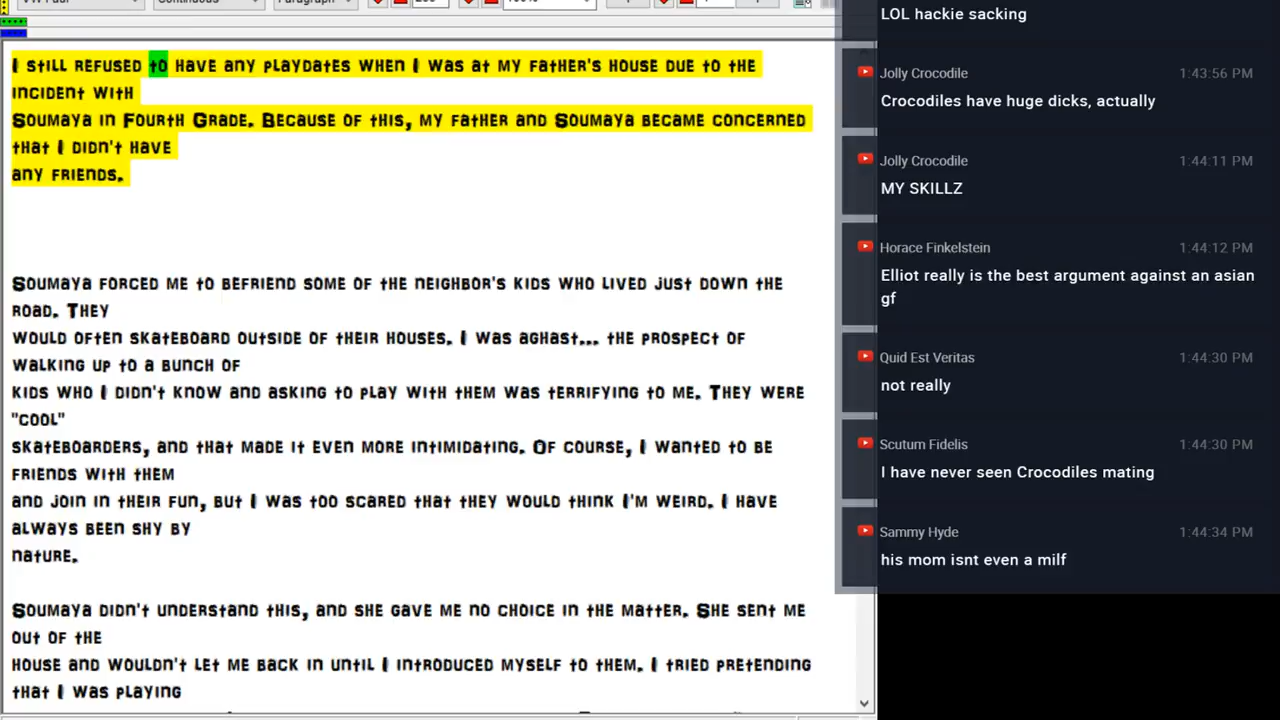 I still refused to have any playdates when I was at my father's house due to the
incident with
Soumaya in Fourth Grade. Because of this, my father and Soumaya became concerned
that I didn't have
any friends.
Soumaya forced me to befriend some of the neighbor's kids who lived just down the
road. They
would often skateboard outside of their houses. I was aghast... the prospect of
walking up to a bunch of
kids who I didn't know and asking to play with them was terrifying to me. They were
"cool"
skateboarders, and that made it even more intimidating. Of course, I wanted to be
friends with them
and join in their fun, but I was too scared that they would think I'm weird. I have
always been shy by
nature.
Soumaya didn't understand this, and she gave me no choice in the matter. She sent me
out of the
house and wouldn't let me back in until I introduced myself to them. I tried pretending
that I was playing
LOL hackie sacking
Jolly Crocodile 1:43:56 PM
Crocodiles have huge dicks, actually
Jolly Crocodile 1:44:11 PM
MY SKILLZ
Horace Finkelstein 1:44:12 PM
Elliot really is the best argument against an asian
gf
Quid Est Veritas 1:44:30 PM
not really
Scutum Fidelis 1:44:30 PM
I have never seen Crocodiles mating
Sammy Hyde 1:44:34 PM
his mom isnt even a milf